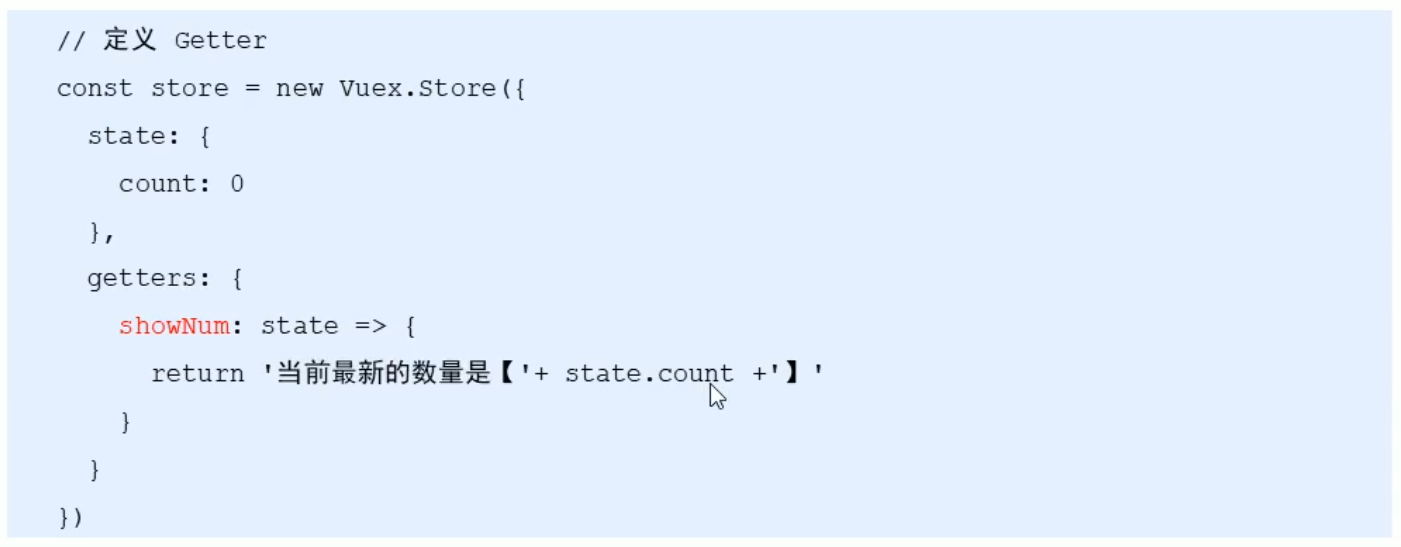 // 定义 Getter
const store = new Vuex.Store({
  state: {
    count: 0
  },
  getters: {
    showNum: state => {
      return '当前最新的数量是【'+ state.count +'】'
    }
  }
})